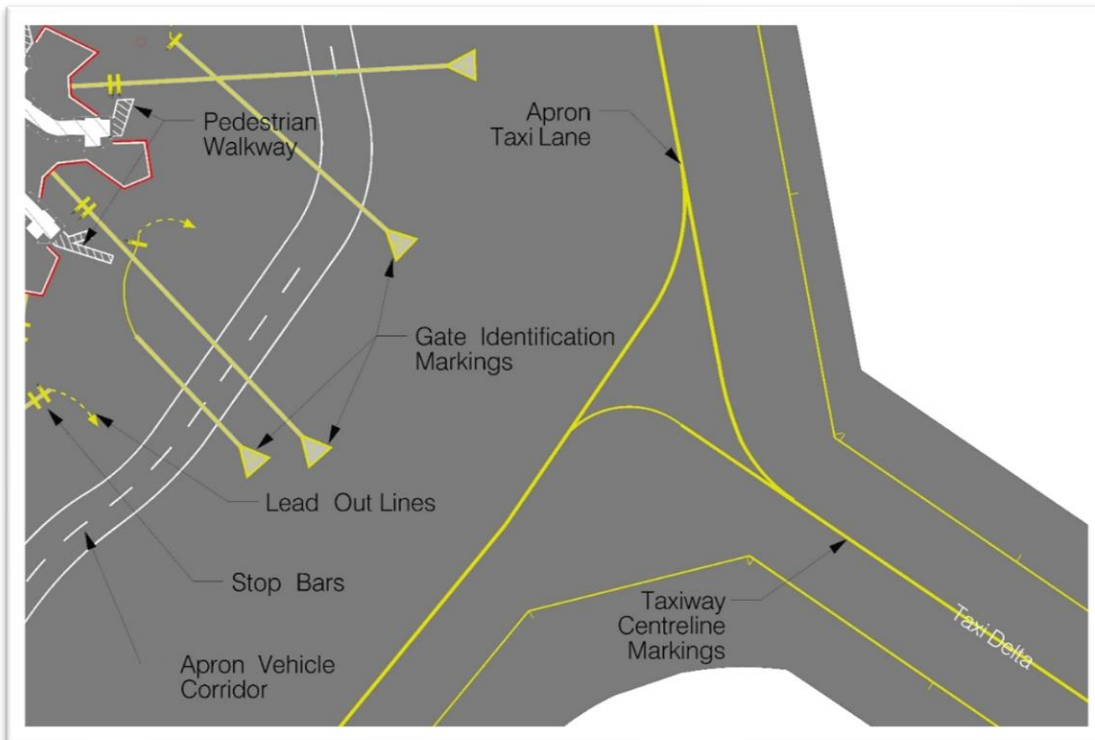 Apron
Taxi Lane
Pedestrian
Walkway
Gate Identification
Markings
Lead Out Lines
Stop Bars
Taxiway
Centreline
Markings
Taxi Delta
Apron Vehicle
Corridor